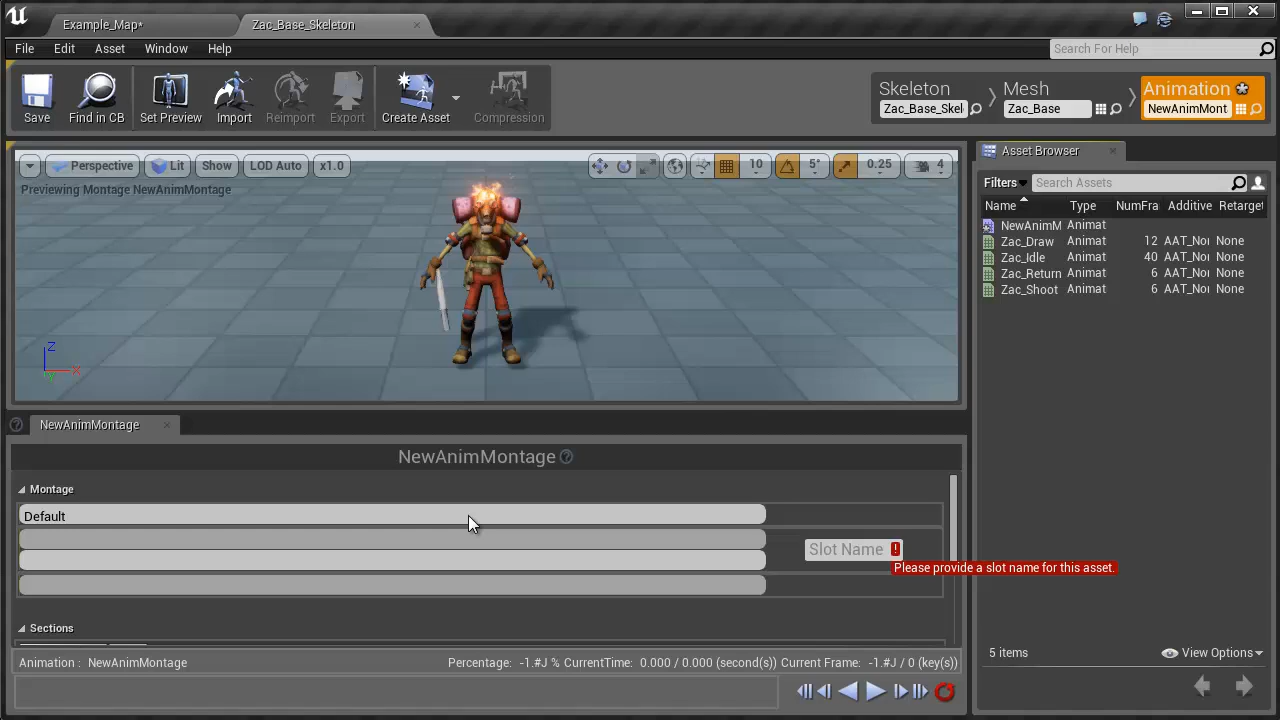 Example_Map*
Zac_Base_Skeleton
File Edit Asset Window Help
Search For Help
Save
Find in CB
Set Preview
Import
Reimport
Export
Create Asset
Compression
Skeleton
Zac_Base_Skel
Mesh
Zac_Base
Animation
NewAnimMont
Perspective
Lit
Show
LOD Auto
x1.0
10
5°
0.25
4
Previewing Montage NewAnimMontage
Z
X
Asset Browser
Filters
Search Assets
Name Type NumFra Additive Retarget
NewAnimM Animat
Zac_Draw Animat 12 AAT_Nor None
Zac_Idle Animat 40 AAT_Nor None
Zac_Return Animat 6 AAT_Nor None
Zac_Shoot Animat 6 AAT_Nor None
5 items
View Options
NewAnimMontage
NewAnimMontage
Montage
Default
Slot Name
Please provide a slot name for this asset.
Sections
Animation : NewAnimMontage
Percentage: -1.#J % CurrentTime: 0.000 / 0.000 (second(s)) Current Frame: -1.#J / 0 (key(s))